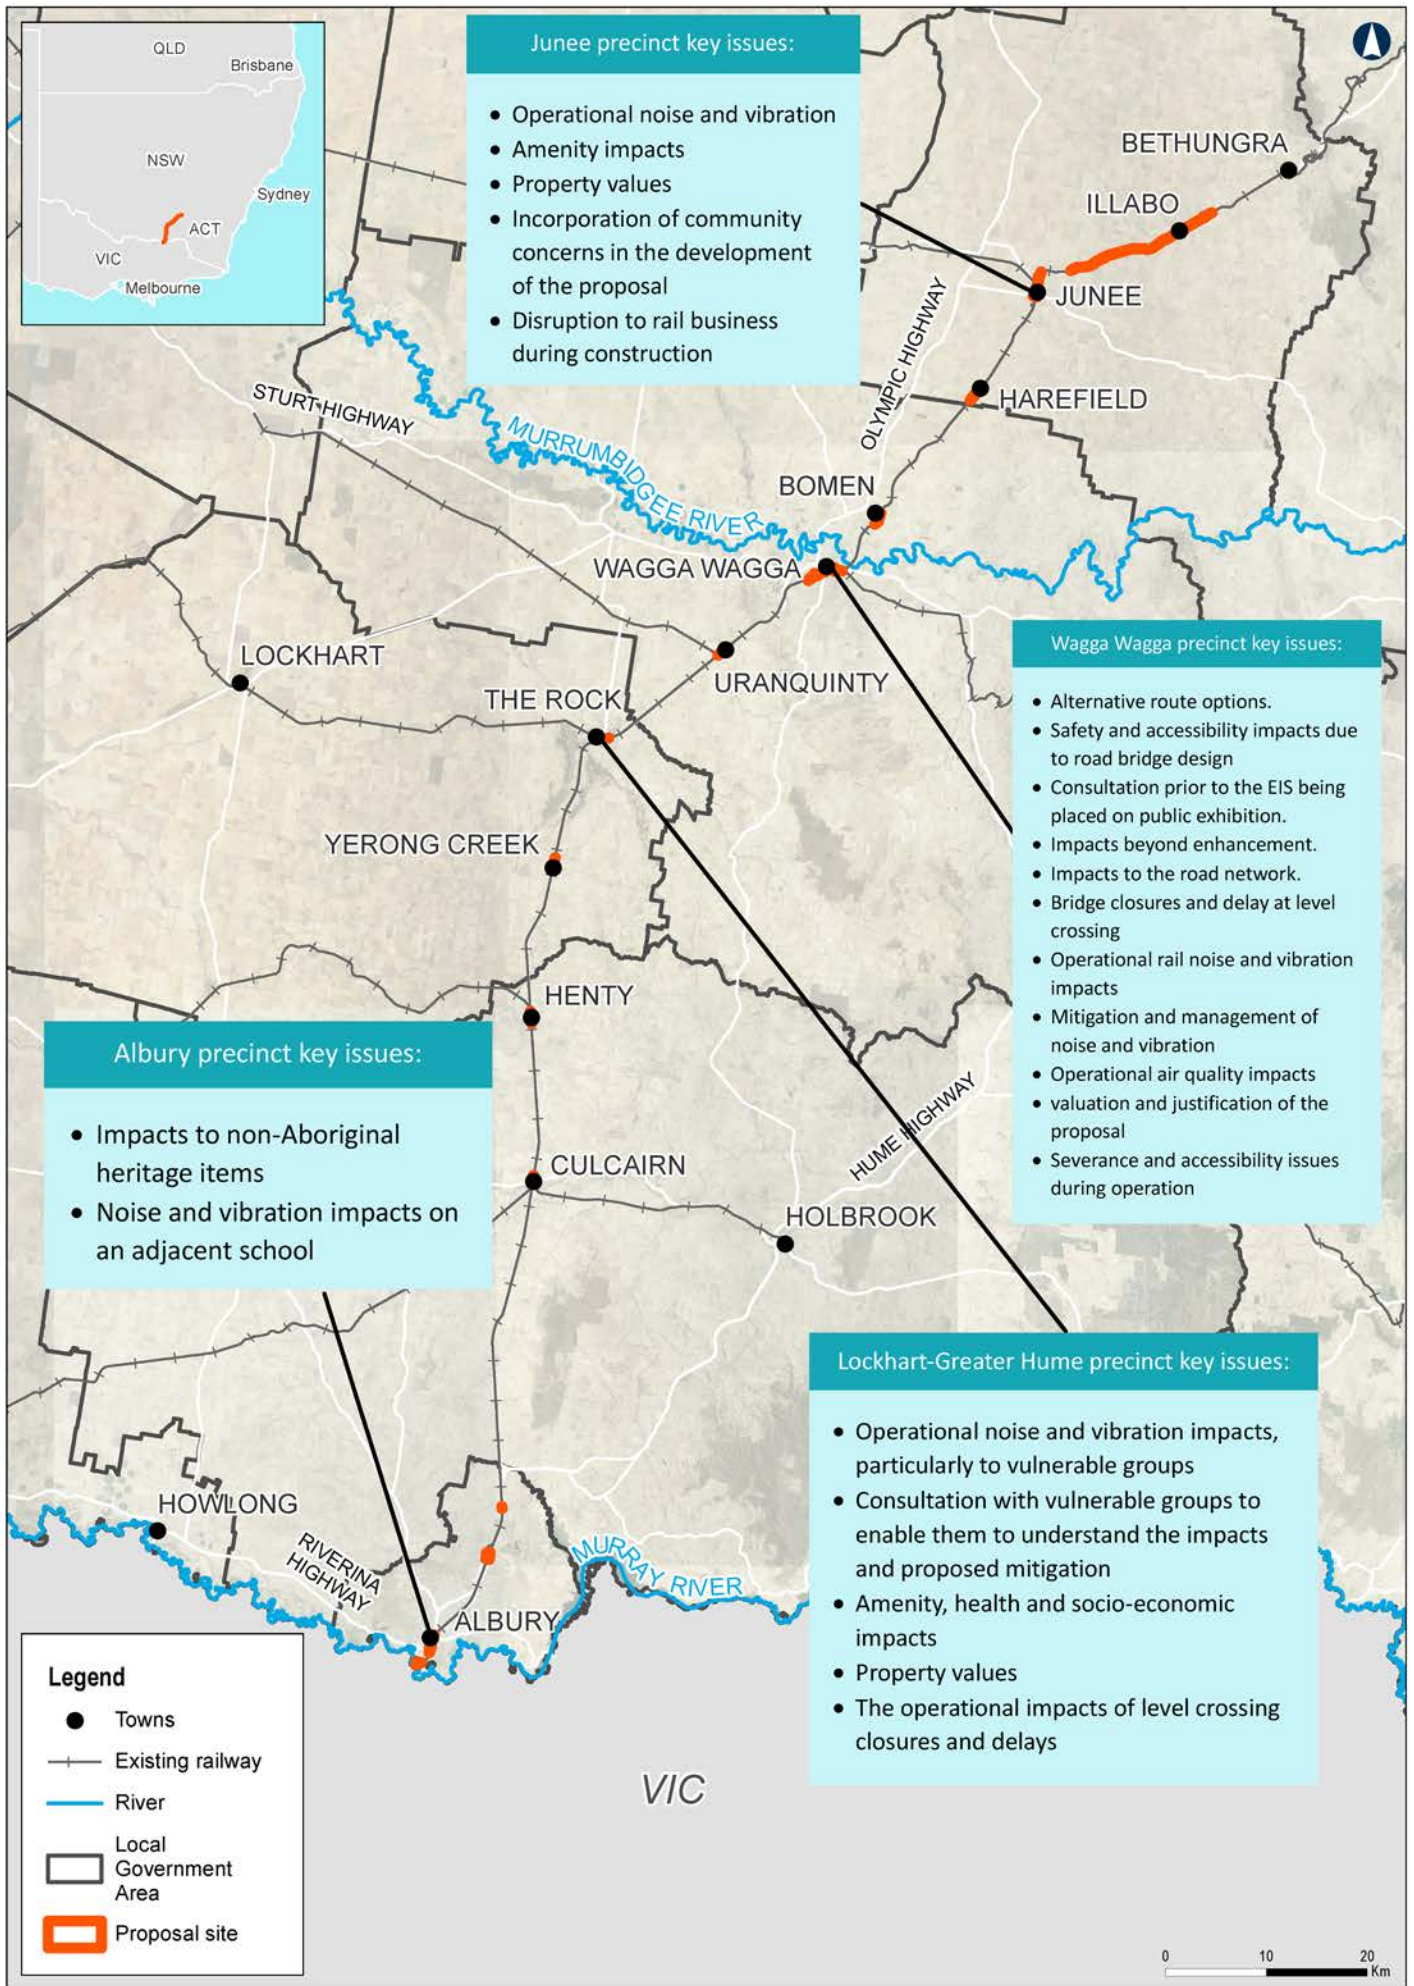 QLD
Brisbane
NSW
Sydney
ACT
VIC
Melbourne
Junee precinct key issues:
• Operational noise and vibration
• Amenity impacts
• Property values
• Incorporation of community
concerns in the development
of the proposal
• Disruption to rail business
during construction
BETHUNGRA
ILLABO
JUNEE
OLYMPIC HIGHWAY
HAREFIELD
STURT HIGHWAY
MURRUMBIDGEE RIVER
BOMEN
WAGGA WAGGA
LOCKHART
URANQUINTY
THE ROCK
Wagga Wagga precinct key issues:
• Alternative route options.
• Safety and accessibility impacts due
to road bridge design
• Consultation prior to the EIS being
placed on public exhibition.
• Impacts beyond enhancement.
• Impacts to the road network.
• Bridge closures and delay at level
crossing
• Operational rail noise and vibration
impacts
• Mitigation and management of
noise and vibration
• Operational air quality impacts
• valuation and justification of the
proposal
• Severance and accessibility issues
during operation
YERONG CREEK
HENTY
Albury precinct key issues:
• Impacts to non-Aboriginal
heritage items
• Noise and vibration impacts on
an adjacent school
CULCAIRN
HUME HIGHWAY
HOLBROOK
Lockhart-Greater Hume precinct key issues:
• Operational noise and vibration impacts,
particularly to vulnerable groups
• Consultation with vulnerable groups to
enable them to understand the impacts
and proposed mitigation
• Amenity, health and socio-economic
impacts
• Property values
• The operational impacts of level crossing
closures and delays
HOWLONG
RIVERINA
HIGHWAY
MURRAY RIVER
ALBURY
VIC
Legend
Towns
Existing railway
River
Local
Government
Area
Proposal site
0 10 20
Km